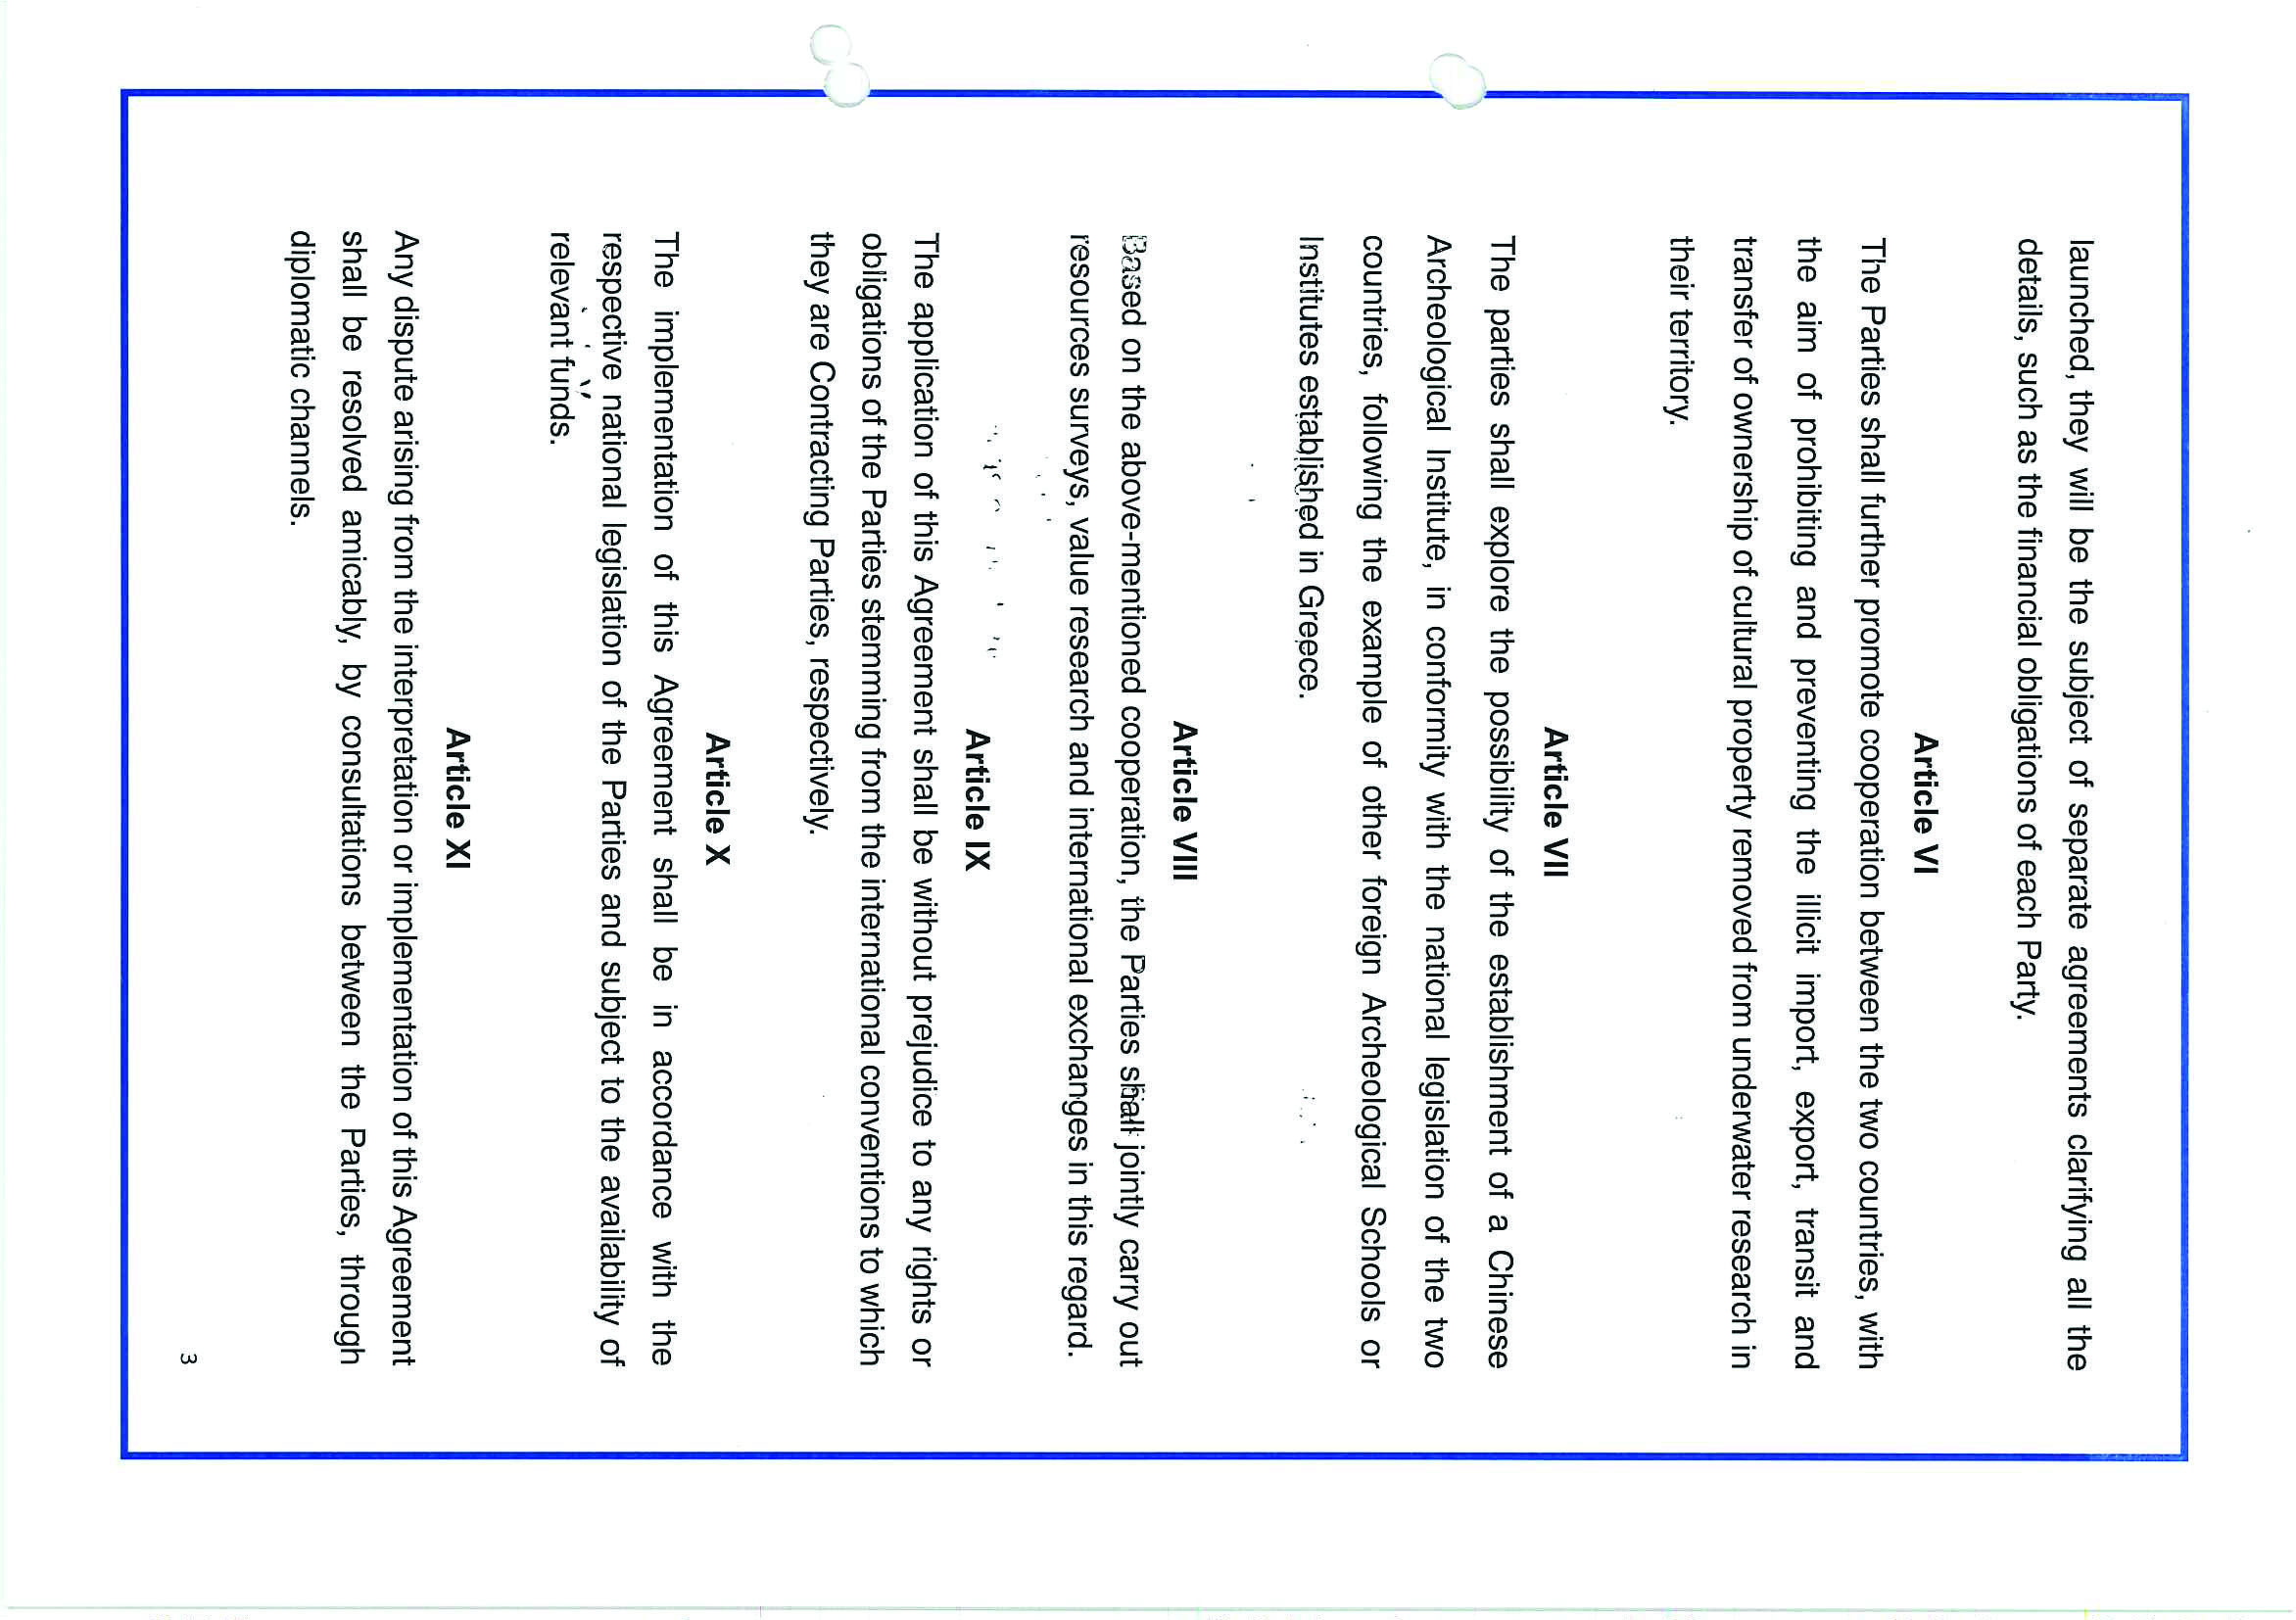 launched, they will be the subject of separate agreements clarifying all the
details, such as the financial obligations of each Party.
Article VI
The Parties shall further promote cooperation between the two countries, with
the aim of prohibiting and preventing the illicit import, export, transit and
transfer of ownership of cultural property removed from underwater research in
their territory.
Article VII
The parties shall explore the possibility of the establishment of a Chinese
Archeological Institute, in conformity with the national legislation of the two
countries, following the example of other foreign Archeological Schools or
Institutes established in Greece.
Article VIII
Based on the above-mentioned cooperation, the Parties shall jointly carry out
resources surveys, value research and international exchanges in this regard.
Article IX
The application of this Agreement shall be without prejudice to any rights or
obligations of the Parties stemming from the international conventions to which
they are Contracting Parties, respectively.
Article X
The implementation of this Agreement shall be in accordance with the
respective national legislation of the Parties and subject to the availability of
relevant funds.
Article XI
Any dispute arising from the interpretation or implementation of this Agreement
shall be resolved amicably, by consultations between the Parties, through
diplomatic channels.
3